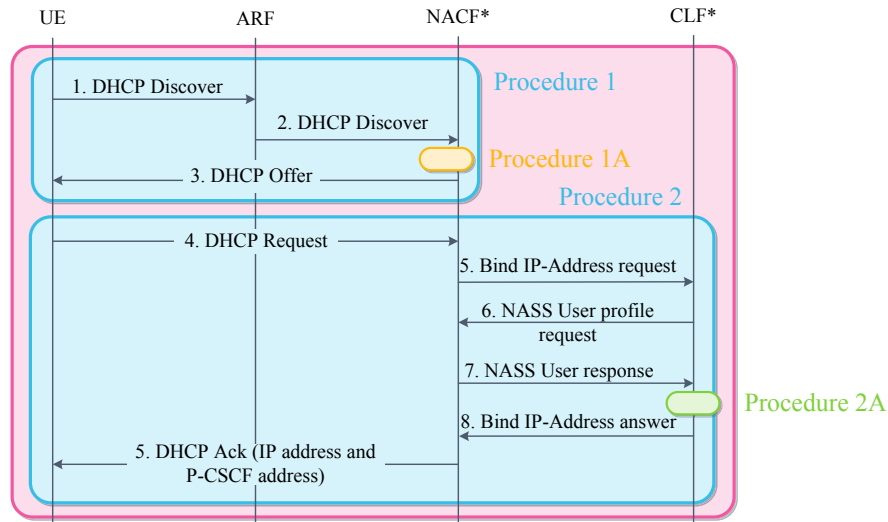 UE ARF NACF* CLF*
Procedure 1
1. DHCP Discover
2. DHCP Discover
Procedure 1A
3. DHCP Offer
Procedure 2
4. DHCP Request
5. Bind IP-Address request
6. NASS User profile
request
7. NASS User response
Procedure 2A
8. Bind IP-Address answer
5. DHCP Ack (IP address and
P-CSCF address)